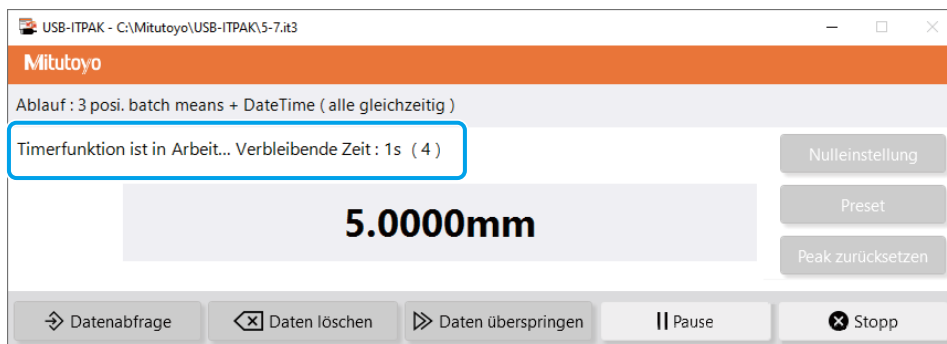 USB-ITPAK - C:\Mitutoyo\USB-ITPAK\5-7.it3
Mitutoyo
Ablauf : 3 posi. batch means + DateTime ( alle gleichzeitig )
Timerfunktion ist in Arbeit... Verbleibende Zeit : 1s ( 4 )
Nulleinstellung
5.0000mm
Preset
Peak zurücksetzen
Datenabfrage
Daten löschen
Daten überspringen
Pause
Stopp